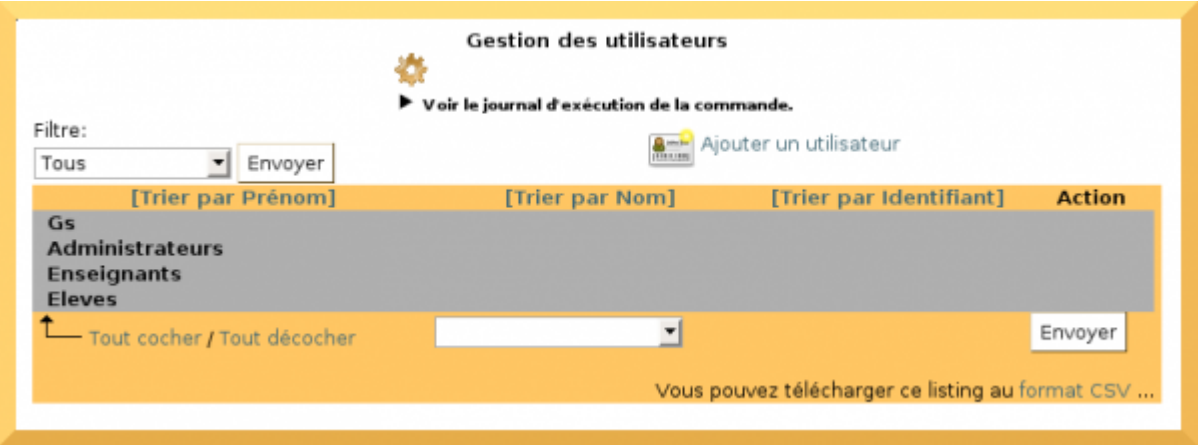 Gestion des utilisateurs
Voir le journal d'exécution de la commande.
Filtre:
Ajouter un utilisateur
Tous Envoyer
[Trier par Prénom] [Trier par Nom] [Trier par Identifiant] Action
Gs
Administrateurs
Enseignants
Eleves
Tout cocher / Tout décocher Envoyer
Vous pouvez télécharger ce listing au format CSV ...